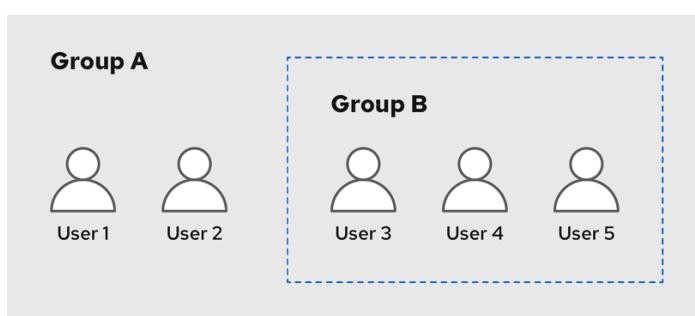 Group A
Group B
User 1
User 2
User 3
User 4
User 5